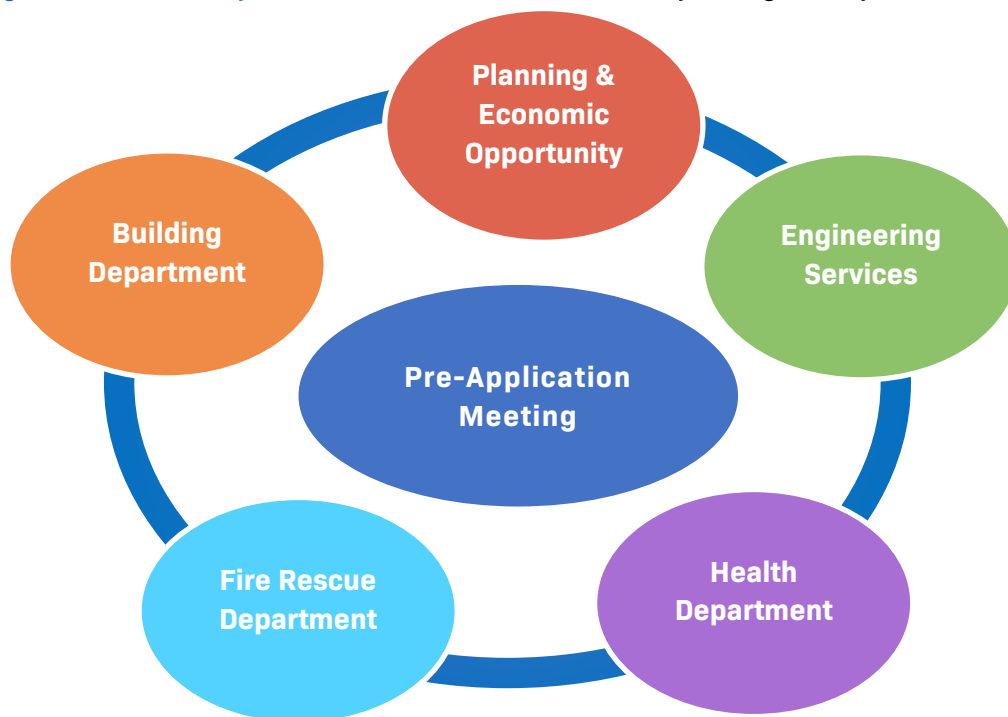 Planning &
Economic
Opportunity
Building
Department
Engineering
Services
Pre-Application
Meeting
Fire Rescue
Department
Health
Department